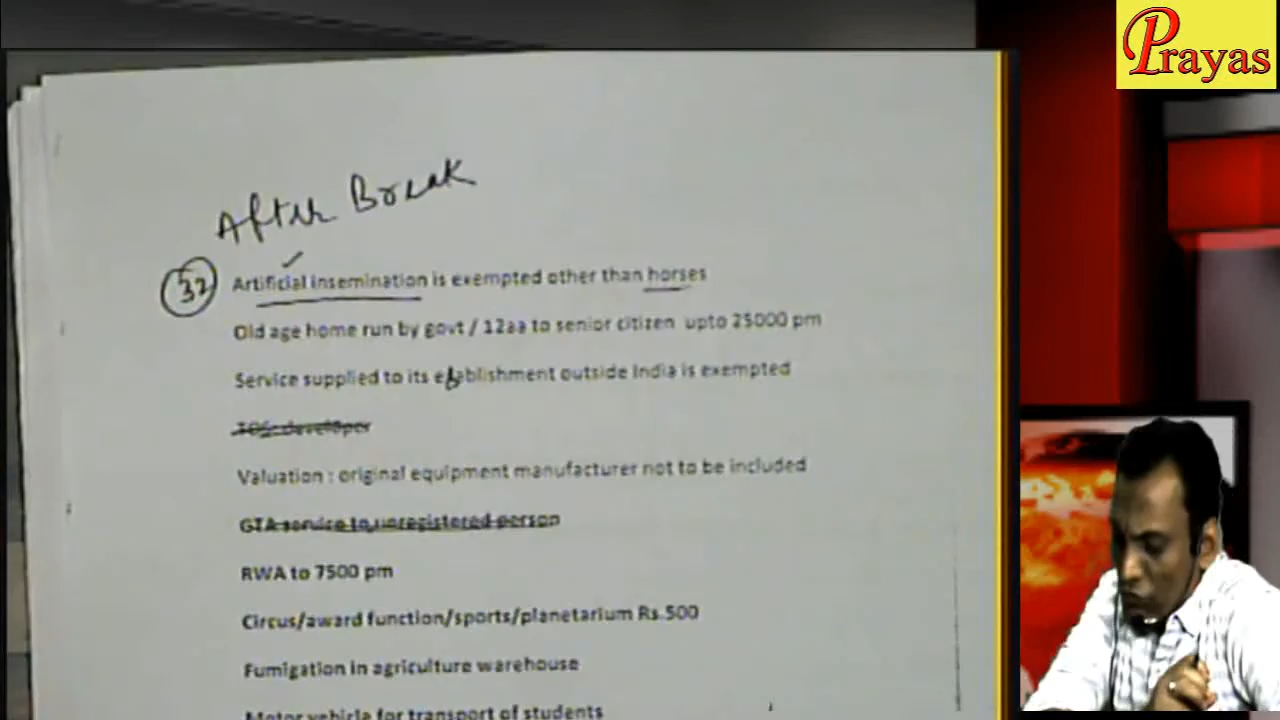 Prayas
After Break
32 Artificial insemination is exempted other than horses
Old age home run by govt / 12aa to senior citizen upto 25000 pm
Service supplied to its establishment outside India is exempted
developer
Valuation : original equipment manufacturer not to be included
GTA service to unregistered person
RWA to 7500 pm
Circus/award function/sports/planetarium Rs.500
Fumigation in agriculture warehouse
Motor vehicle for transport of students